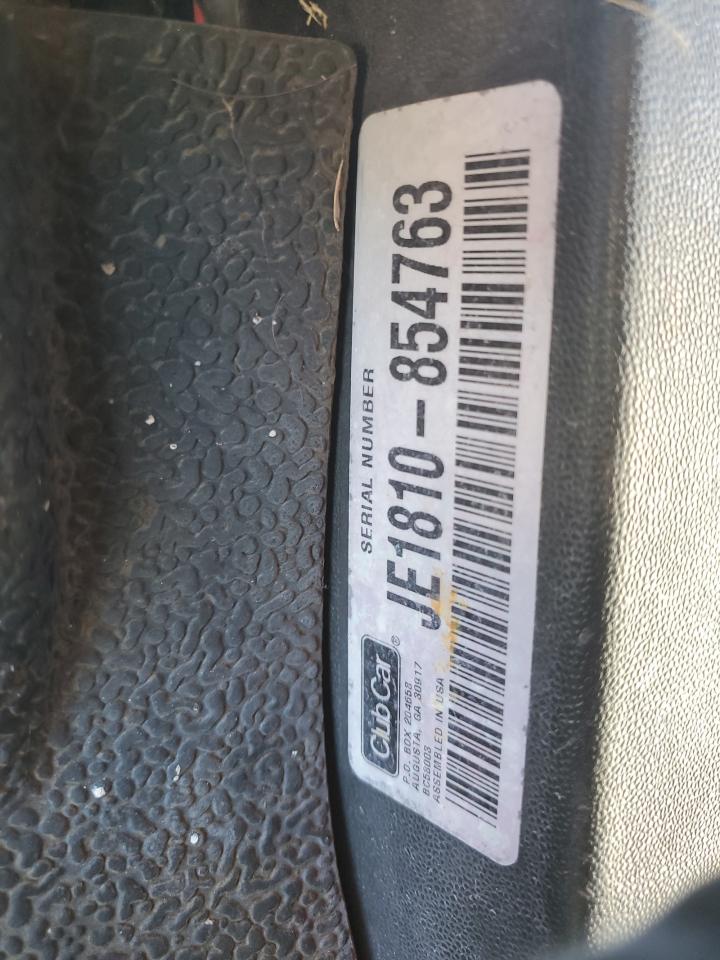 SERIAL NUMBER
JE1810-854763
Club Car®
P.O. BOX 204658
AUGUSTA, GA 30917
ASSEMBLED IN USA